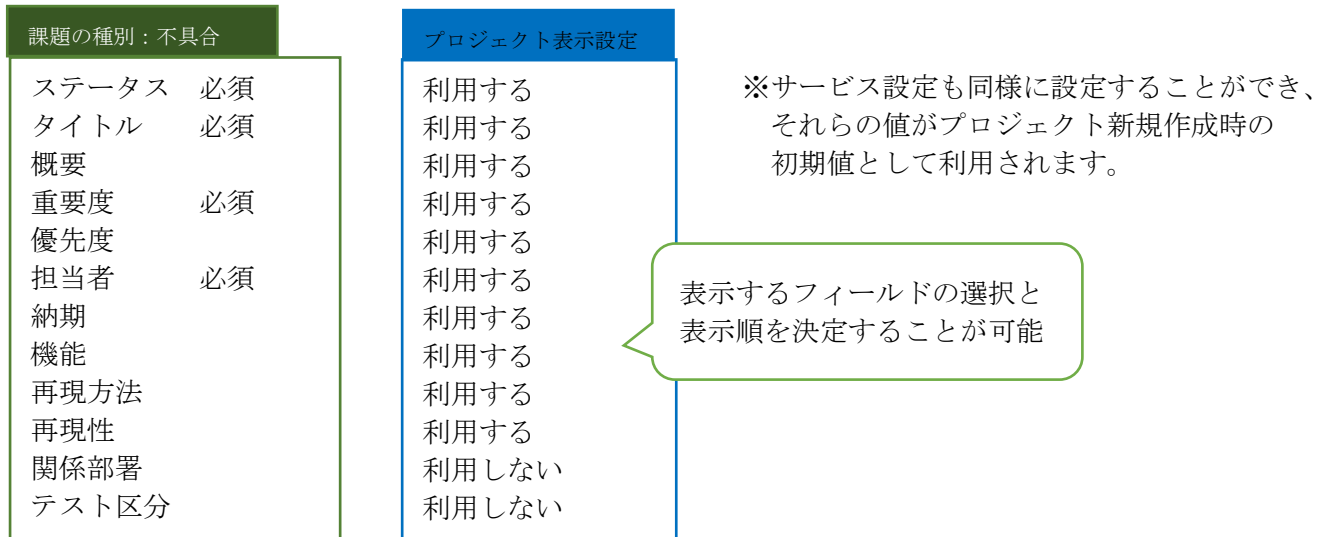 課題の種別：不具合
ステータス　必須
タイトル　必須
概要
重要度　必須
優先度
担当者　必須
納期
機能
再現方法
再現性
関係部署
テスト区分
プロジェクト表示設定
利用する
利用する
利用する
利用する
利用する
利用する
利用する
利用する
利用する
利用する
利用しない
利用しない
※サービス設定も同様に設定することができ、
それらの値がプロジェクト新規作成時の
初期値として利用されます。
表示するフィールドの選択と
表示順を決定することが可能